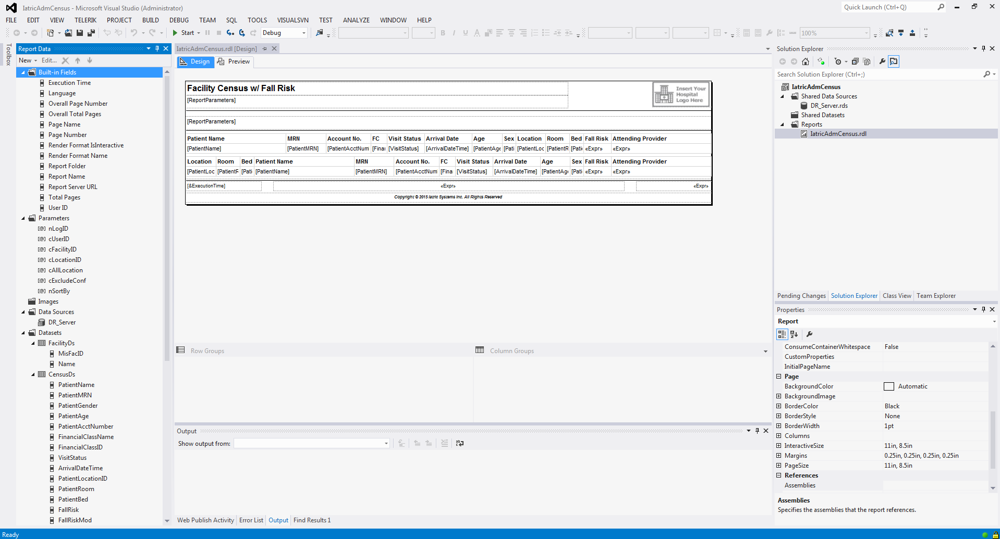 IatricAdmCensus - Microsoft Visual Studio (Administrator)
Quick Launch (Ctrl+Q)
FILE EDIT VIEW TELERIK PROJECT BUILD DEBUG TEAM SQL TOOLS VISUALSVN TEST ANALYZE WINDOW HELP
Start Debug B I U A 100%
Toolbox
Report Data
New Edit...
Built-in Fields
Execution Time
Language
Overall Page Number
Overall Total Pages
Page Name
Page Number
Render Format IsInteractive
Render Format Name
Report Folder
Report Name
Report Server URL
Total Pages
User ID
Parameters
nLogID
cUserID
cFacilityID
cLocationID
cAllLocation
cExcludeConf
nSortBy
Images
Data Sources
DR_Server
Datasets
FacilityDs
MisFacID
Name
CensusDs
PatientName
PatientMRN
PatientGender
PatientAge
PatientAcctNumber
FinancialClassName
FinancialClassID
VisitStatus
ArrivalDateTime
PatientLocationID
PatientRoom
PatientBed
FallRisk
FallRiskMod
IatricAdmCensus.rdl [Design]
Design Preview
Facility Census w/ Fall Risk
[ReportParameters]
Insert Your
Hospital
Logo Here
[ReportParameters]
Patient Name MRN Account No. FC Visit Status Arrival Date Age Sex Location Room Bed Fall Risk Attending Provider
[PatientName] [PatientMRN] [PatientAcctNum [Finai [VisitStatus] [ArrivalDateTime] [PatientAge [Pati [PatientLoc [PatientR [Pati «Expr» «Expr»
Location Room Bed Patient Name MRN Account No. FC Visit Status Arrival Date Age Sex Fall Risk Attending Provider
[PatientLoc [PatientR [Pati [PatientName] [PatientMRN] [PatientAcctNum [Fina [VisitStatus] [ArrivalDateTime] [PatientAge [Pati «Expr» «Expr»
[&ExecutionTime] «Expr» «Expr»
Copyright © 2015 Iatric Systems Inc. All Rights Reserved
Row Groups Column Groups
Output
Show output from:
Web Publish Activity Error List Output Find Results 1
Solution Explorer
Search Solution Explorer (Ctrl+;)
IatricAdmCensus
Shared Data Sources
DR_Server.rds
Shared Datasets
Reports
IatricAdmCensus.rdl
Pending Changes Solution Explorer Class View Team Explorer
Properties
Report
ConsumeContainerWhitespace False
CustomProperties
InitialPageName
Page
BackgroundColor Automatic
BackgroundImage
BorderColor Black
BorderStyle None
BorderWidth 1pt
Columns
InteractiveSize 11in, 8.5in
Margins 0.25in, 0.25in, 0.25in, 0.25in
PageSize 11in, 8.5in
References
Assemblies
Assemblies
Specifies the assemblies that the report references.
Ready